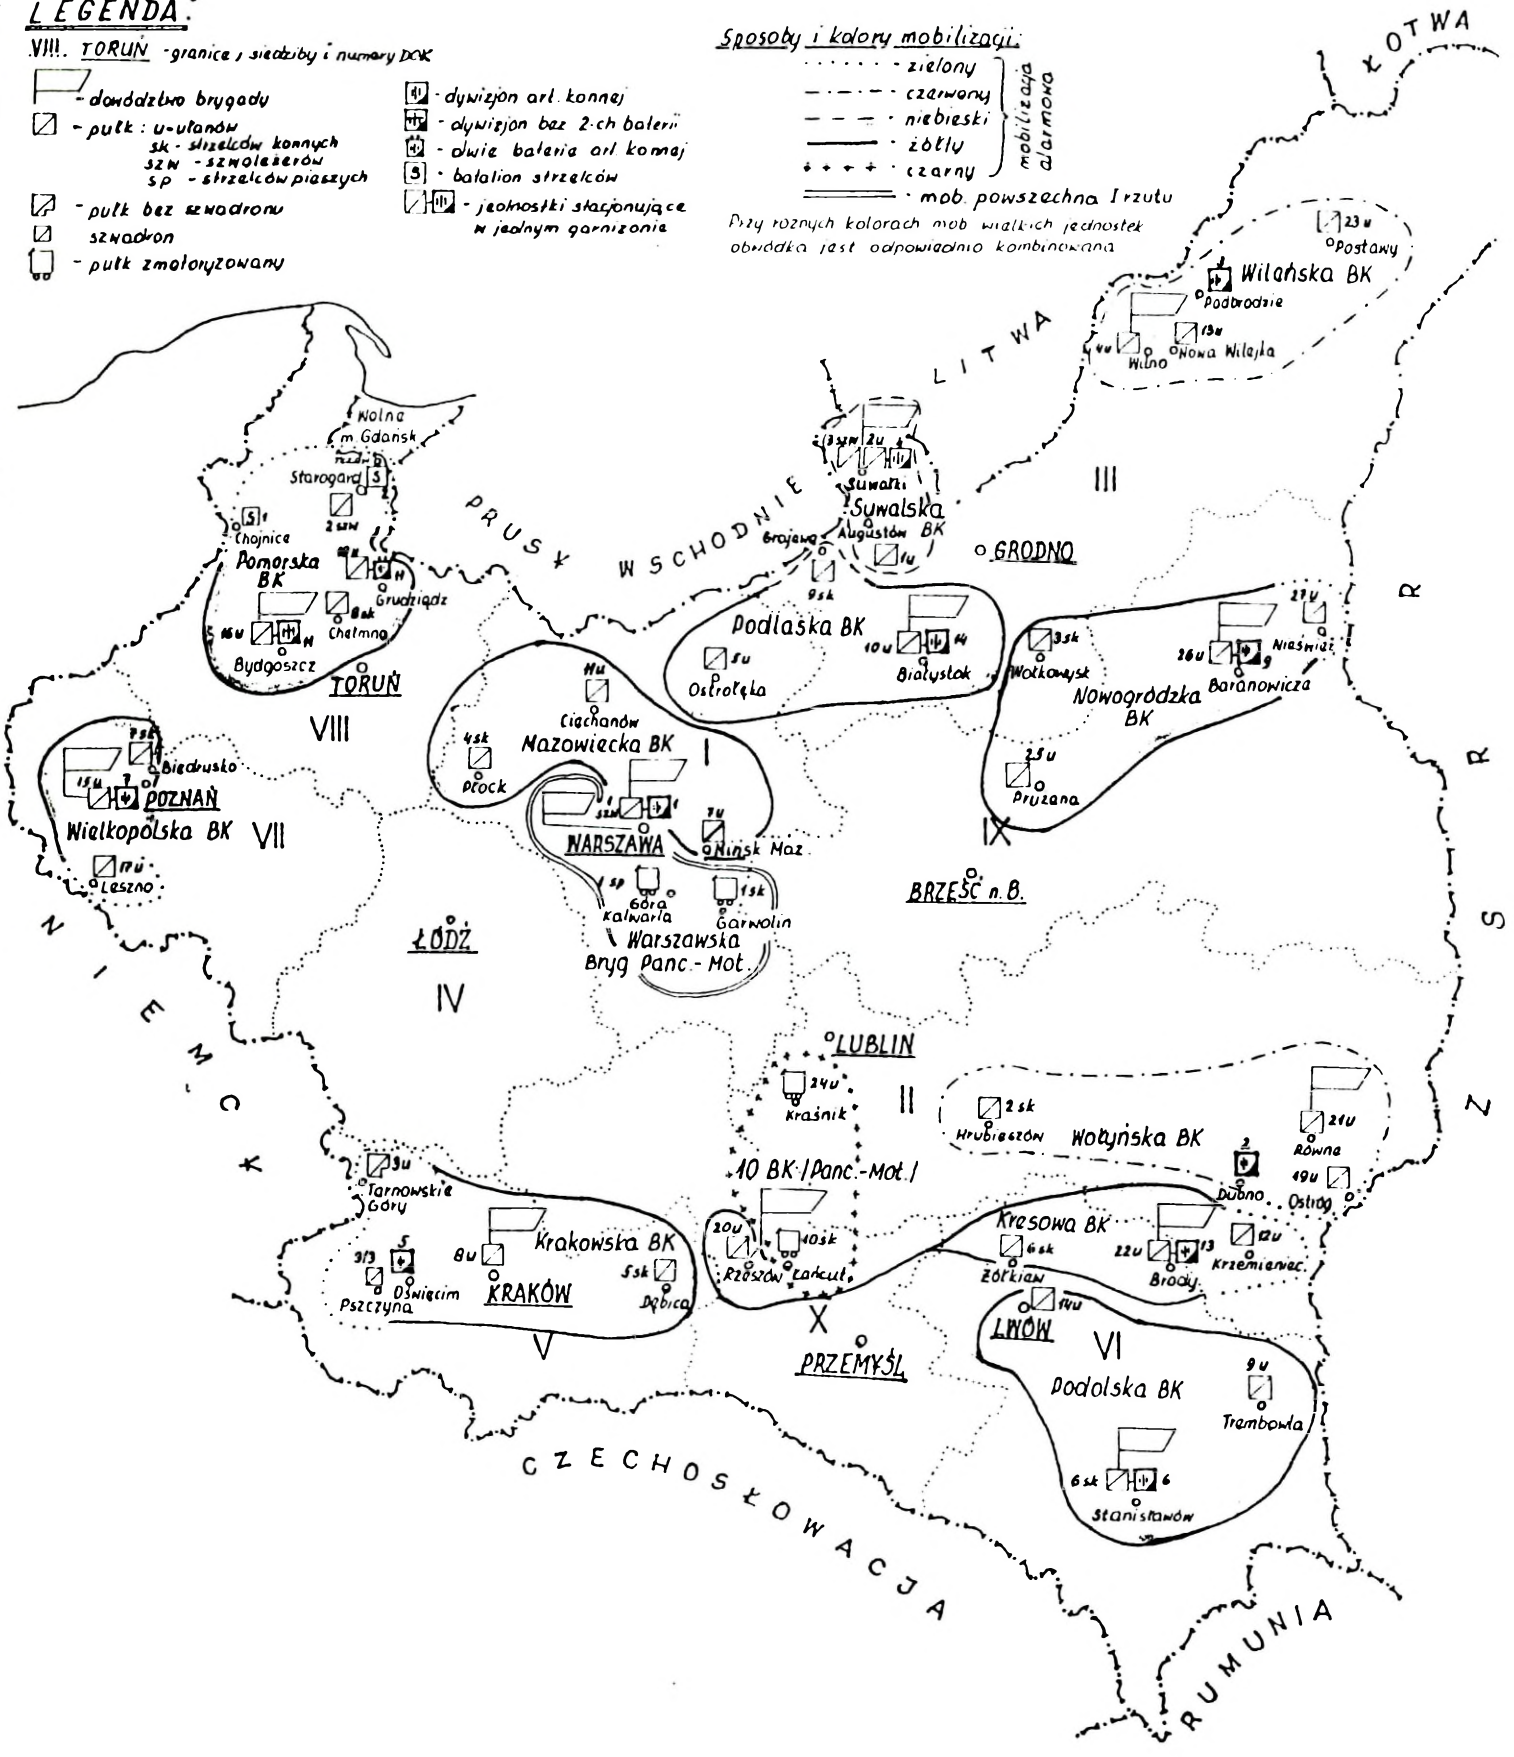 LEGENDA:
VIII. TORUŃ - granice, siedziby i numery DOK
- dowództwo brygady
- pułk: u-ułanów
sk - strzelców konnych
szw - szwoleżerów
sp - strzelców pieszych
- pułk bez szwadronu
szwadron
- pułk zmotoryzowany
- dywizjon art. konnej
- dywizjon bez 2-ch baterii
- dwie baterie art. konnej
S - batalion strzelców
- jednostki stacjonujące
w jednym garnizonie
Sposoby i kolory mobilizacji:
- zielony
- czerwony
- niebieski
- żółty
- czarny
mobilizacja
alarmowa
- mob. powszechna I rzutu
Przy różnych kolorach mob wielkich jednostek
obwódka jest odpowiednio kombinowana
ŁOTWA
23u
Postawy
Wileńska BK
Podbrodzie
13u
4u
Wilno
Nowa Wilejka
LITWA
Wolna
m. Gdańsk
Starogard
S
2
2 szw
S 1
Chojnice
Pomorska
BK
11
Grudziądz
8sk
Chełmno
16u
11
Bydgoszcz
TORUŃ
VIII
PRUSY WSCHODNIE
3 szw
2u
4
Suwałki
Suwalska
BK
Augustów
1u
Grajewo
9sk
III
GRODNO
Podlaska BK
10u
14
Białystok
5u
Ostrołęka
3sk
Wołkowysk
27u
Nieśwież
26u
9
Baranowicze
Nowogródzka
BK
25u
Prużana
IX
BRZEŚĆ n.B.
11u
Ciechanów
Mazowiecka BK
I
4sk
Płock
1
szw
1
WARSZAWA
7u
Mińsk Maz.
1 sp
Góra
Kalwaria
1sk
Garwolin
Warszawska
Bryg Panc.-Mot.
7sk
Biedrusko
15u
7
POZNAŃ
Wielkopolska BK
VII
17u
Leszno
ŁÓDŹ
IV
NIEMCY
LUBLIN
24u
Kraśnik
II
2sk
Hrubieszów
Wołyńska BK
21u
Równe
2
Dubno
19u
Ostróg
10 BK /Panc.-Mot./
20u
Rzeszów
10sk
Łańcut
3u
Tarnowskie
Góry
3/3
Pszczyna
5
Oświęcim
8u
KRAKÓW
Krakowska BK
5sk
Dębica
V
X
PRZEMYŚL
Kresowa BK
6sk
Żółkiew
22u
13
Brody
12u
Krzemieniec
14u
LWÓW
VI
Podolska BK
9u
Trembowla
6sk
6
Stanisławów
CZECHOSŁOWACJA
RUMUNIA
Z S R R